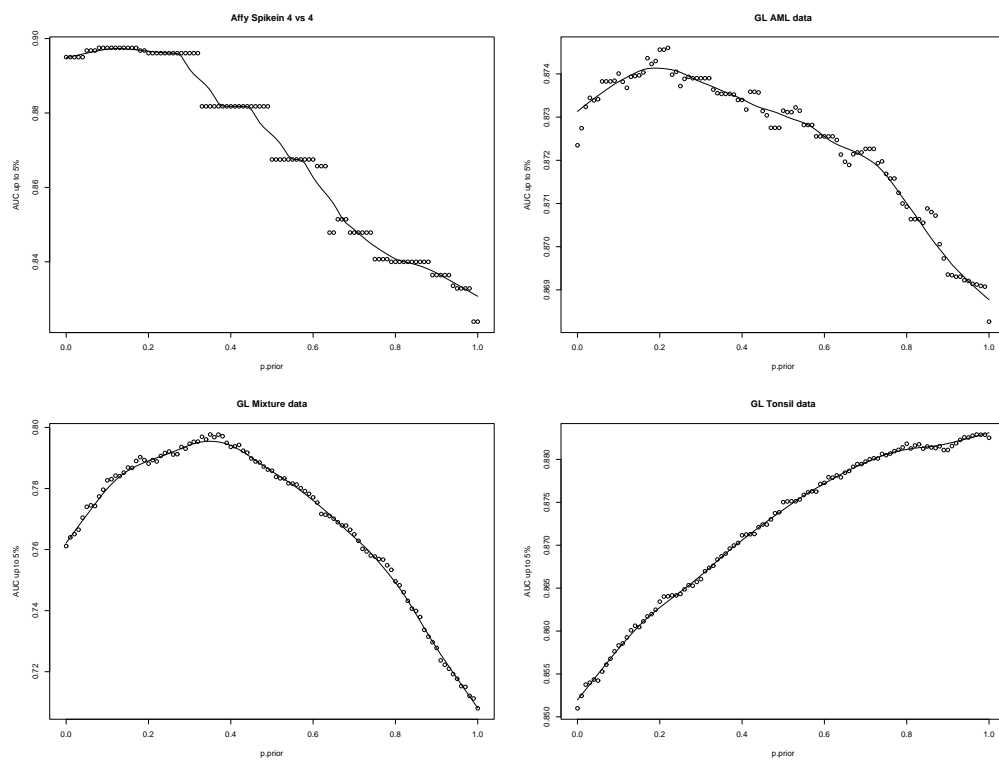 Affy Spikein 4 vs 4
AUC up to 5%
0.90
0.88
0.86
0.84
0.0 0.2 0.4 0.6 0.8 1.0
p.prior
GL AML data
AUC up to 5%
0.874
0.873
0.872
0.871
0.870
0.869
0.0 0.2 0.4 0.6 0.8 1.0
p.prior
GL Mixture data
AUC up to 5%
0.80
0.78
0.76
0.74
0.72
0.0 0.2 0.4 0.6 0.8 1.0
p.prior
GL Tonsil data
AUC up to 5%
0.880
0.875
0.870
0.865
0.860
0.855
0.850
0.0 0.2 0.4 0.6 0.8 1.0
p.prior